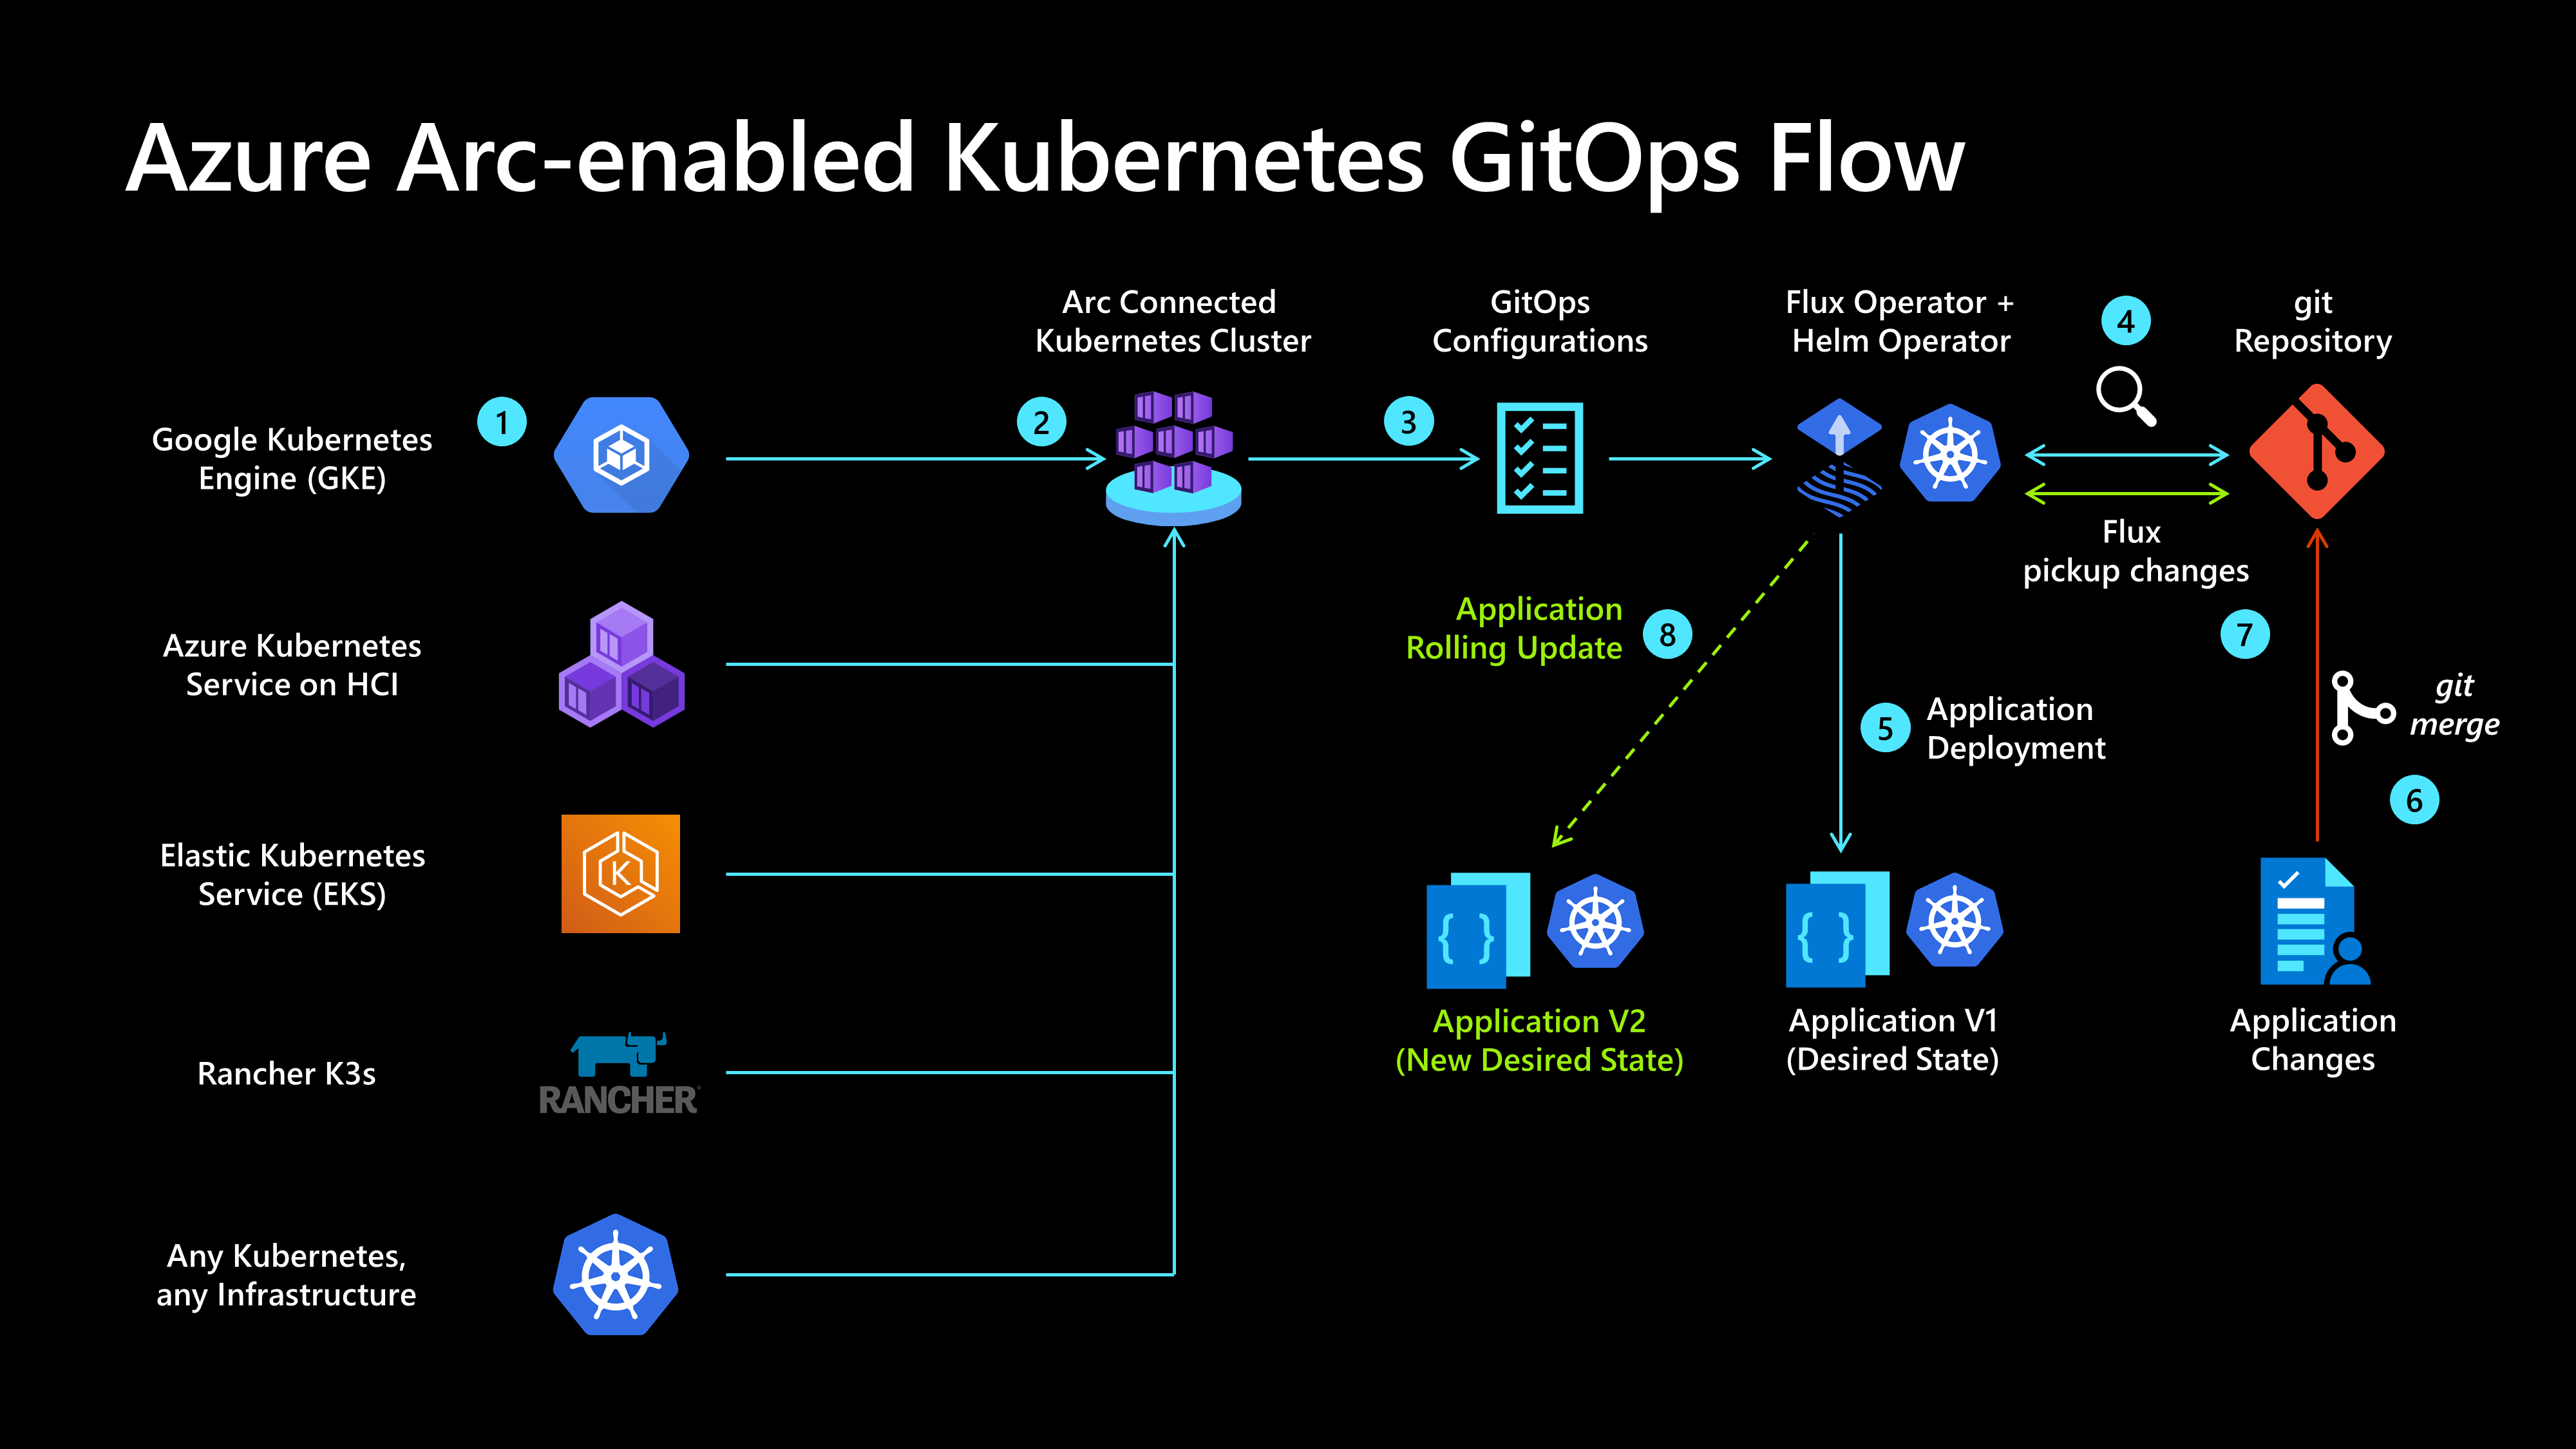 Azure Arc-enabled Kubernetes GitOps Flow
Arc Connected
Kubernetes Cluster
GitOps
Configurations
Flux Operator +
Helm Operator
4
git
Repository
Google Kubernetes
Engine (GKE)
1
2
3
Flux
pickup changes
Azure Kubernetes
Service on HCI
Application
Rolling Update
8
7
5
Application
Deployment
git
merge
6
Elastic Kubernetes
Service (EKS)
K
{ }
{ }
Application V2
(New Desired State)
Application V1
(Desired State)
Application
Changes
Rancher K3s
RANCHER®
Any Kubernetes,
any Infrastructure